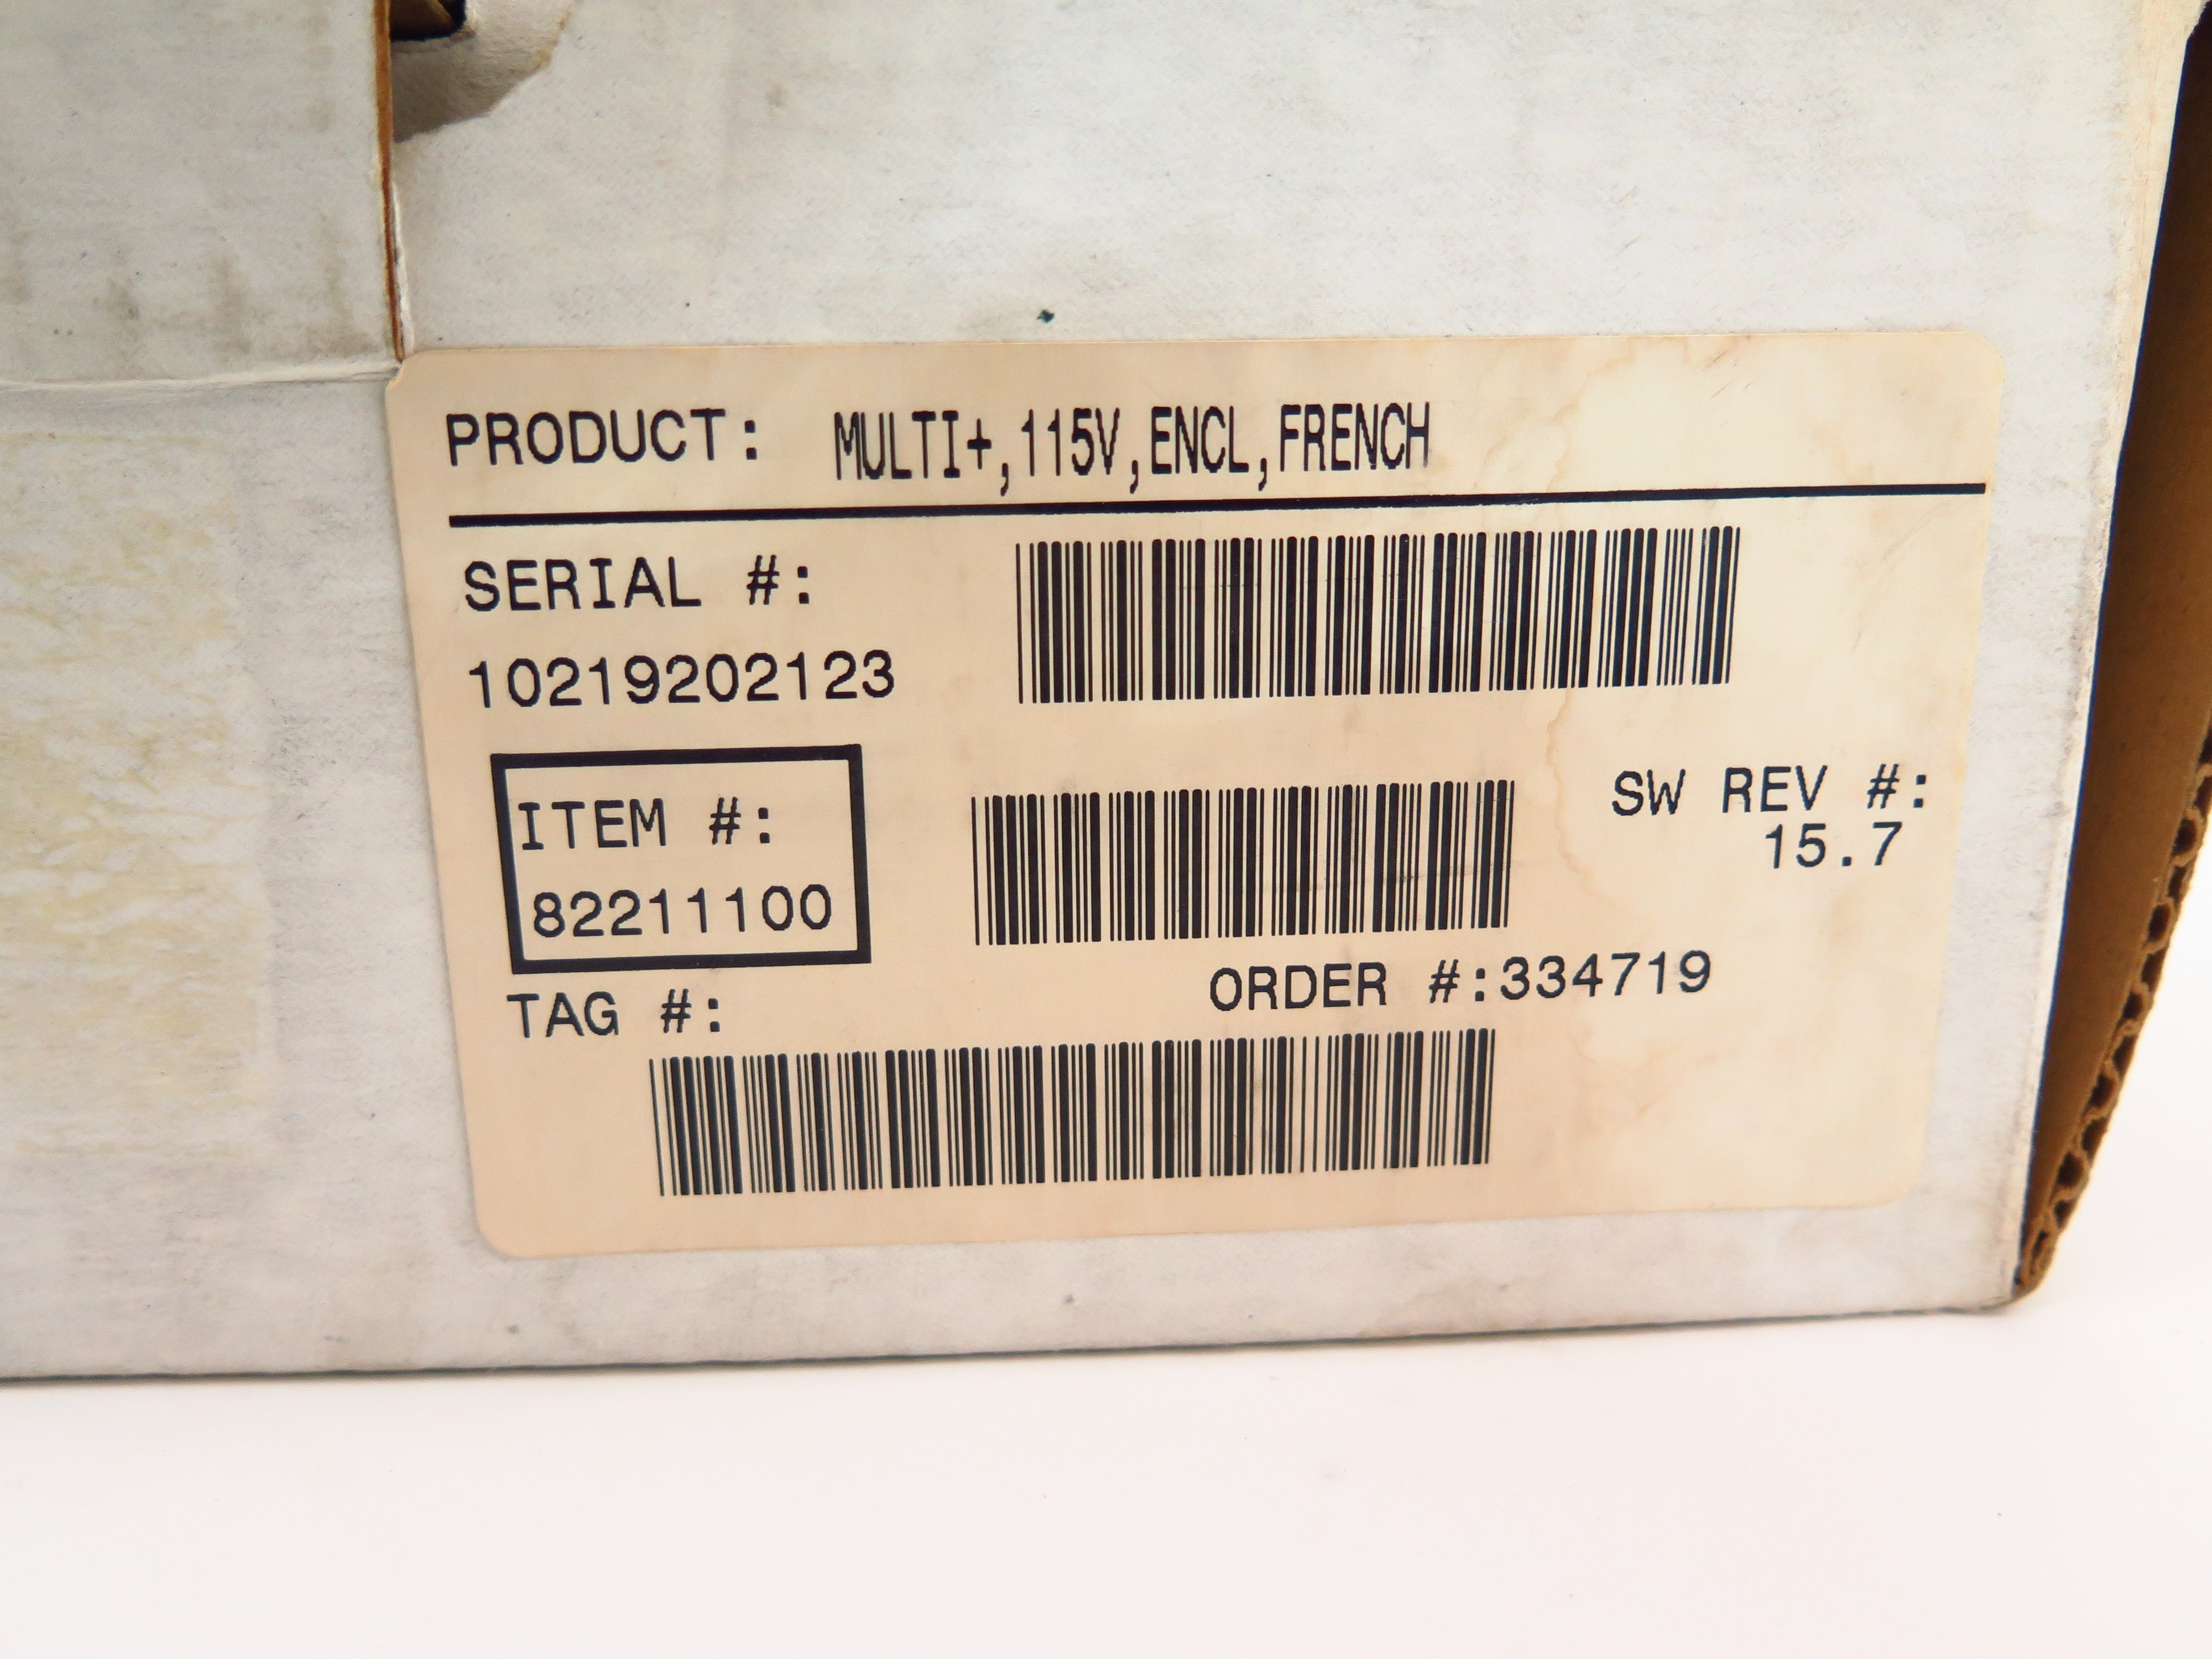 PRODUCT: MULTI+,115V,ENCL,FRENCH
SERIAL #:
10219202123
ITEM #:
82211100
SW REV #:
15.7
TAG #:
ORDER #:334719